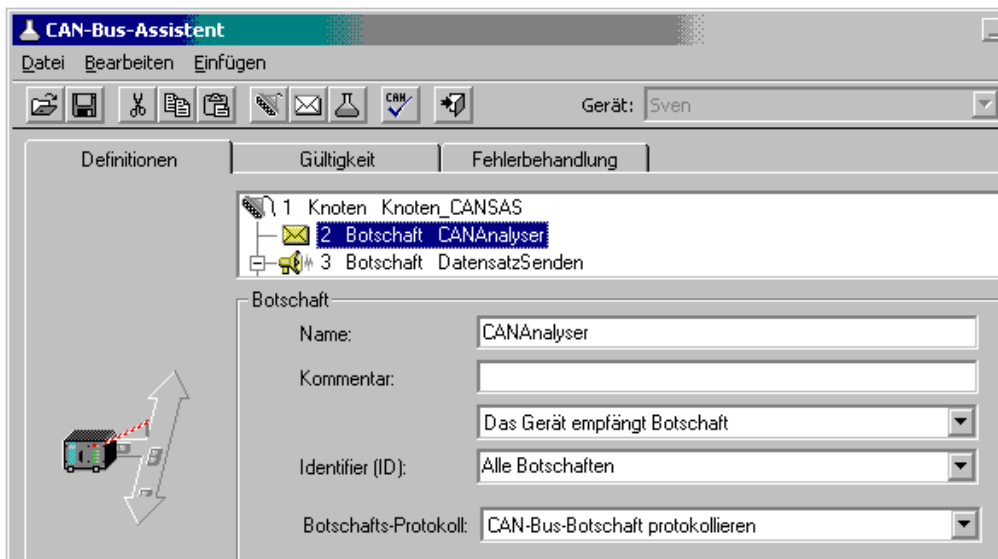 CAN-Bus-Assistent
Datei Bearbeiten Einfügen
CAN Gerät: Sven
Definitionen Gültigkeit Fehlerbehandlung
1 Knoten Knoten_CANSAS
2 Botschaft CANAnalyser
3 Botschaft DatensatzSenden
Botschaft
Name: CANAnalyser
Kommentar:
Das Gerät empfängt Botschaft
Identifier (ID): Alle Botschaften
Botschafts-Protokoll: CAN-Bus-Botschaft protokollieren